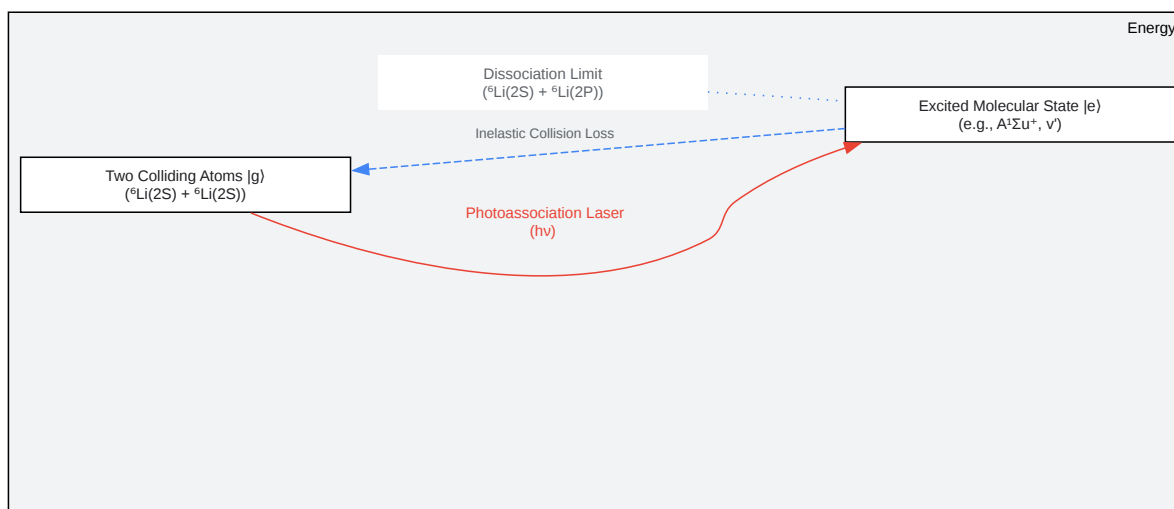 Energy
Dissociation Limit
(⁶Li(2S) + ⁶Li(2P))
Excited Molecular State |e⟩
(e.g., A¹Σu⁺, v')
Inelastic Collision Loss
Two Colliding Atoms |g⟩
(⁶Li(2S) + ⁶Li(2S))
Photoassociation Laser
(hν)